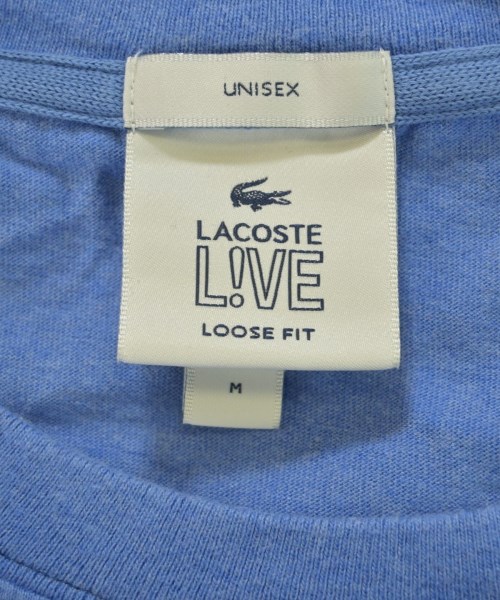 UNISEX
LACOSTE
L!VE
LOOSE FIT
M